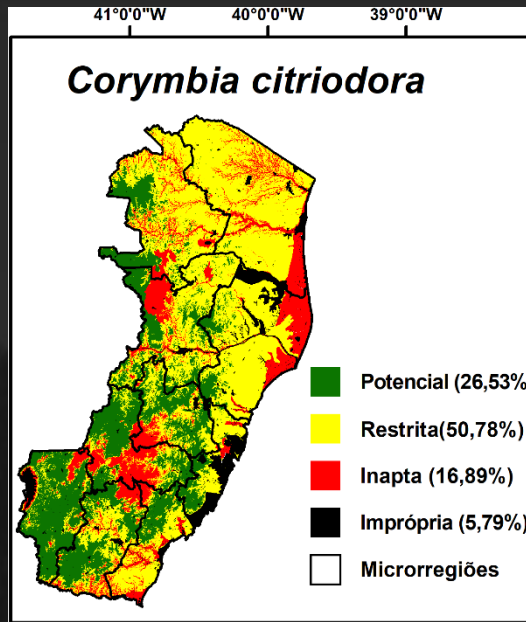 41°0'0"W 40°0'0"W 39°0'0"W
Corymbia citriodora
Potencial (26,53%
Restrita(50,78%)
Inapta (16,89%)
Imprópria (5,79%)
Microrregiões